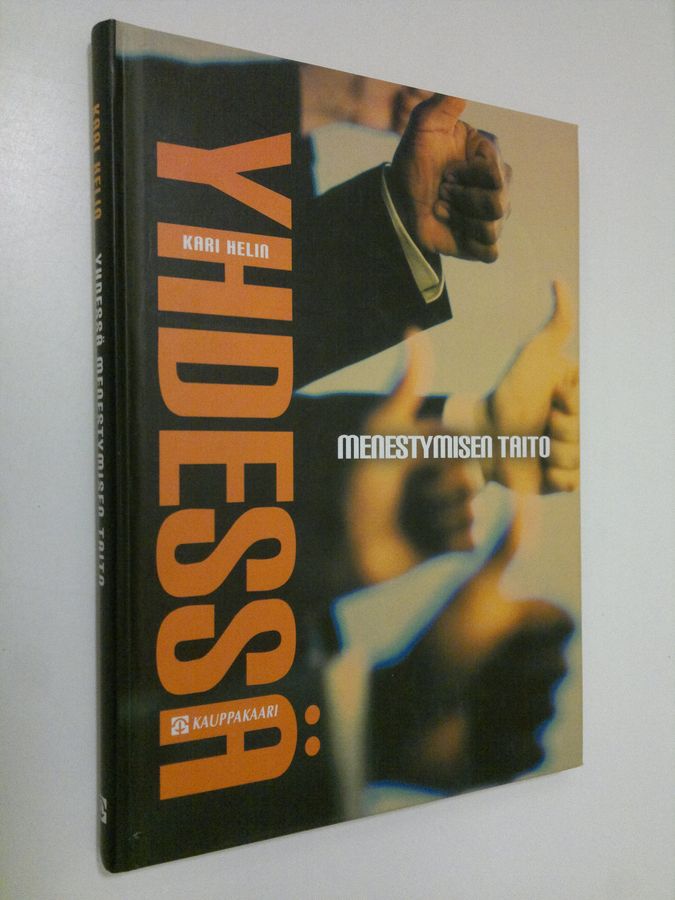 KARI HELIN YHDESSÄ MENESTYMISEN TAITO
YHDESSÄ
KARI HELIN
MENESTYMISEN TAITO
KAUPPAKAARI